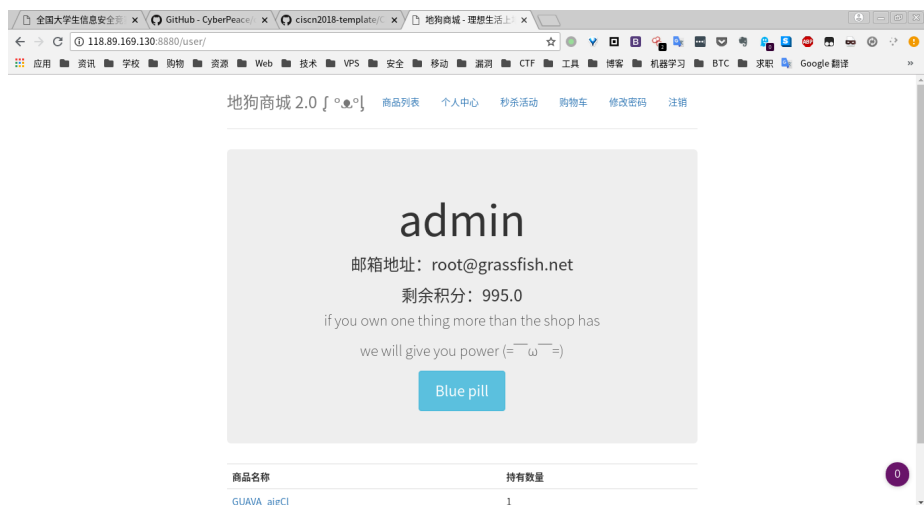 全国大学生信息安全竞
GitHub - CyberPeace/
ciscn2018-template/C
地狗商城 - 理想生活上
118.89.169.130:8880/user/
应用 资讯 学校 购物 资源 Web 技术 VPS 安全 移动 漏洞 CTF 工具 博客 机器学习 BTC 求职 Google 翻译 »
地狗商城 2.0 商品列表 个人中心 秒杀活动 购物车 修改密码 注销
admin
邮箱地址：root@grassfish.net
剩余积分：995.0
if you own one thing more than the shop has
we will give you power (=￣ω￣=)
Blue pill
0
商品名称 持有数量
GUAVA_aigCl 1